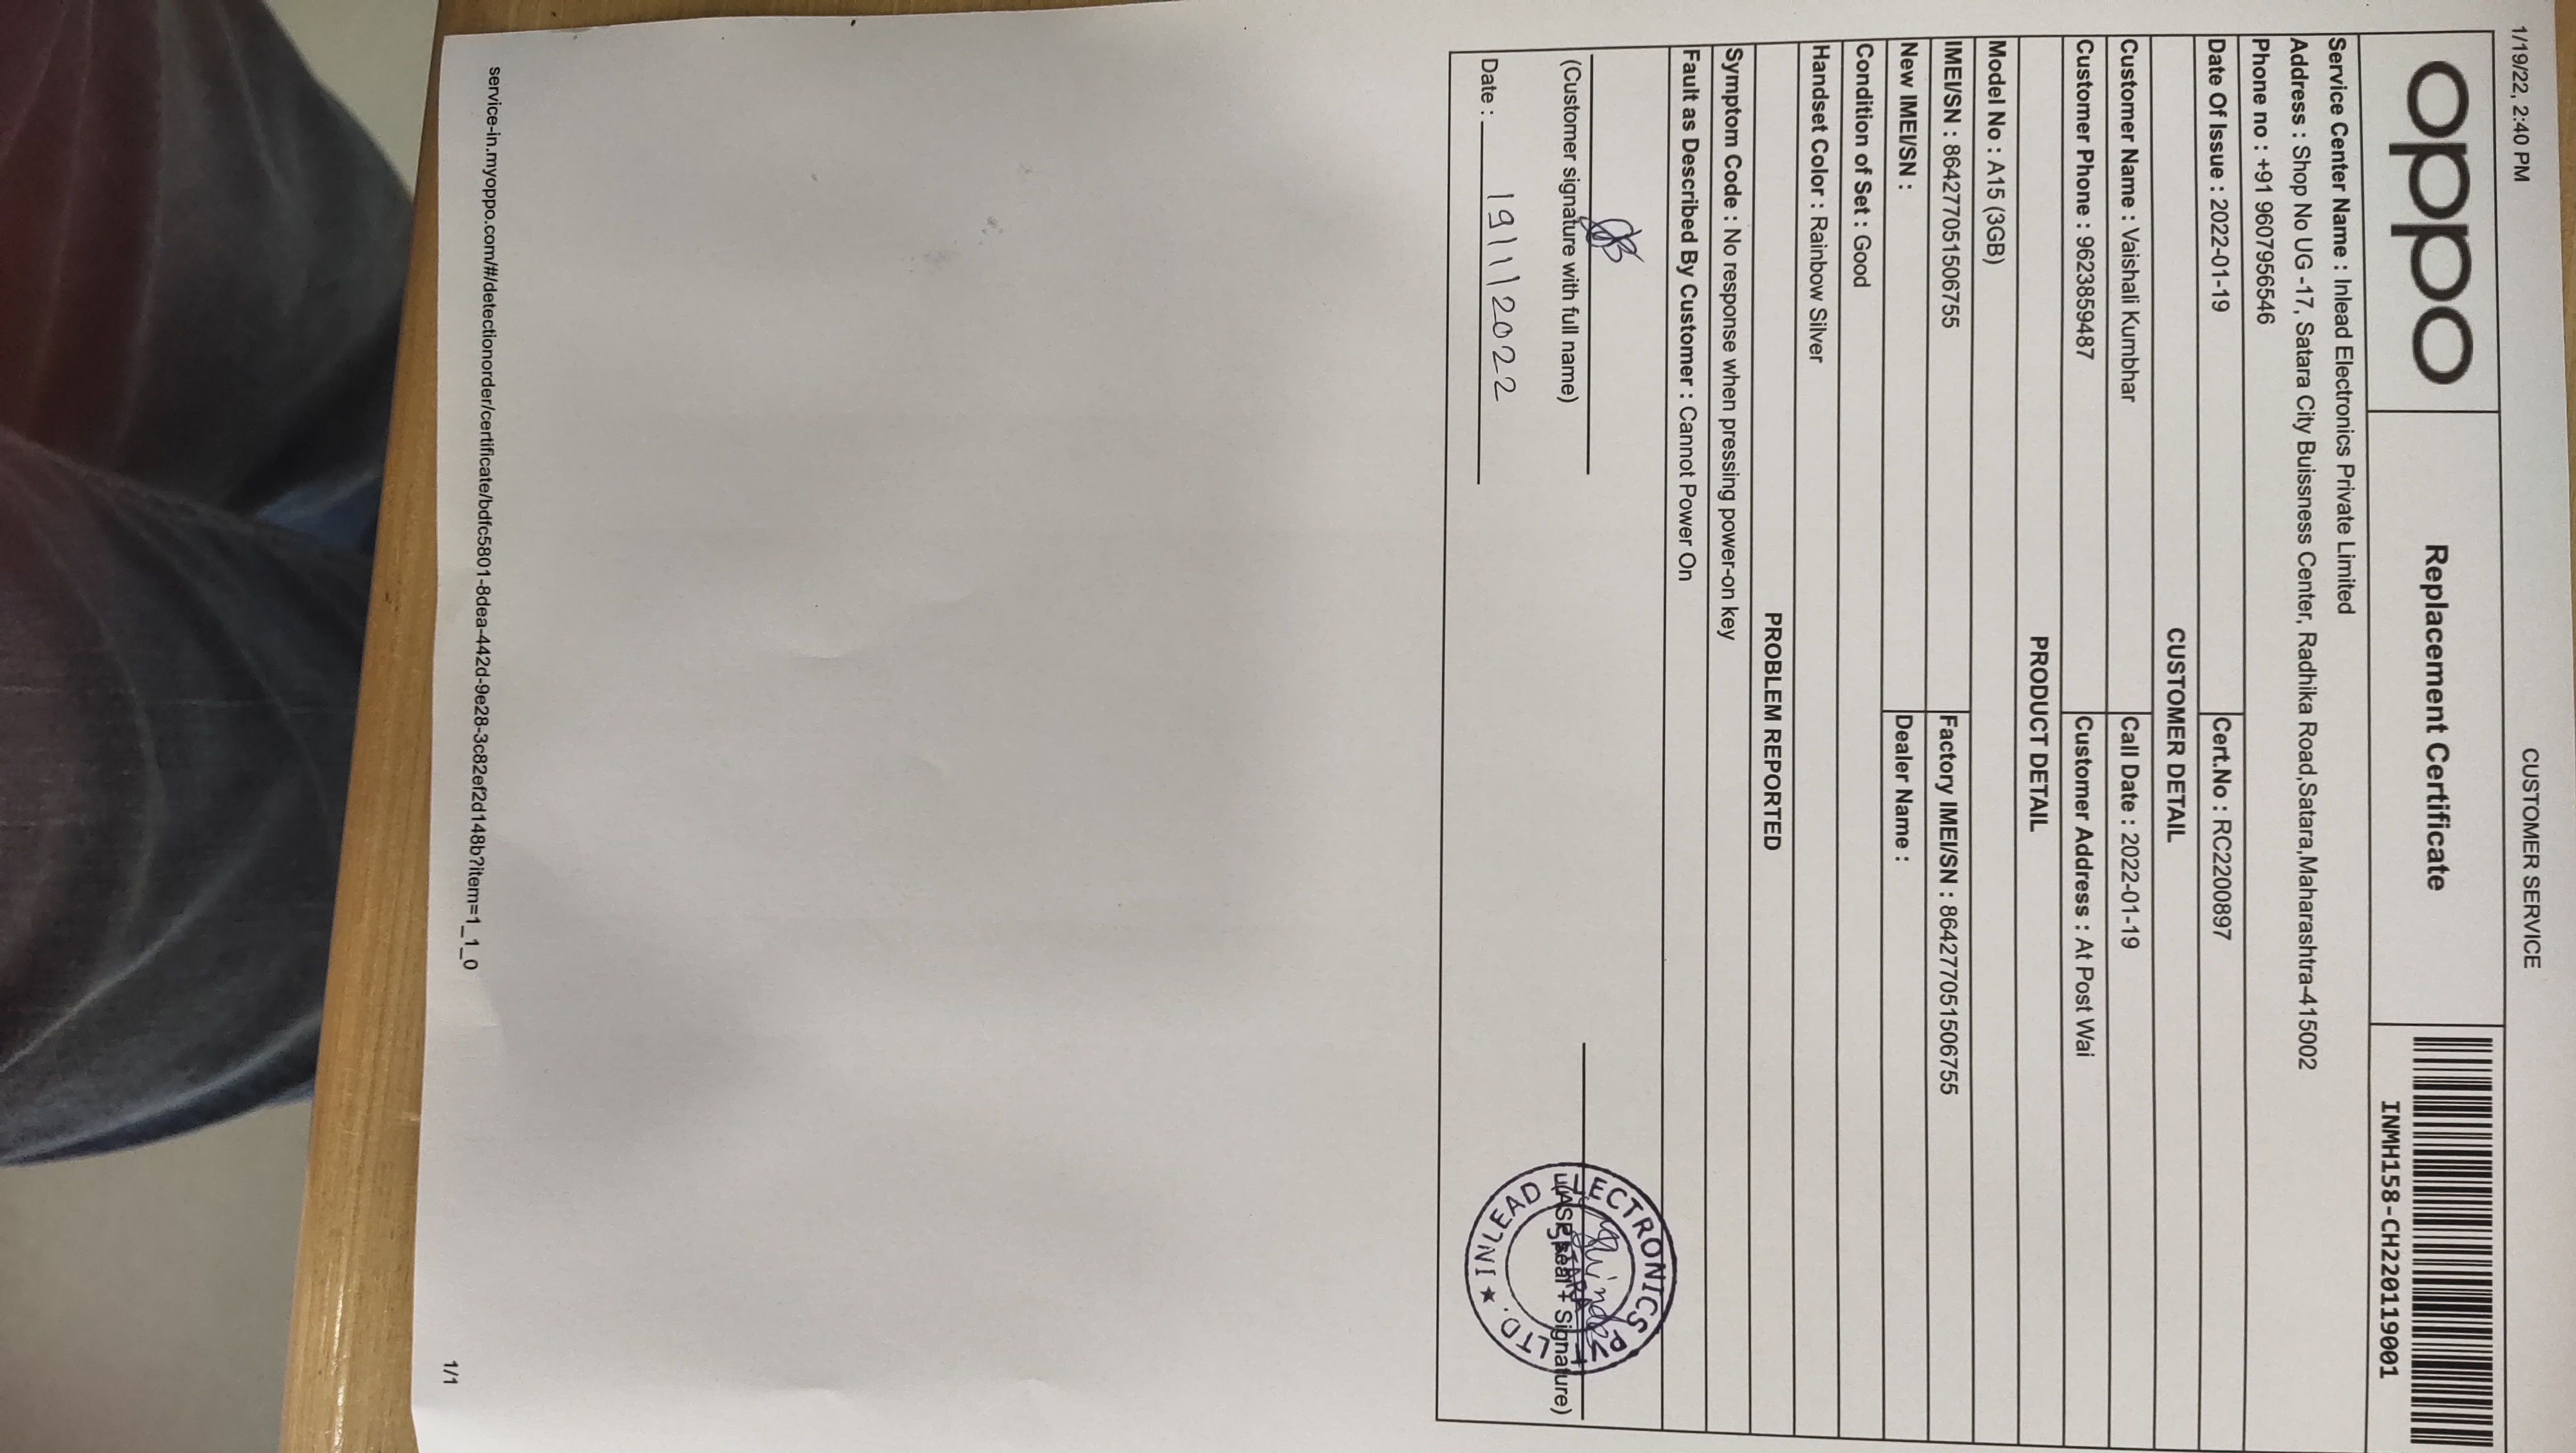 1/19/22, 2:40 PM CUSTOMER SERVICE
oppo Replacement Certificate
INMH158-CH220119001
Service Center Name : Inlead Electronics Private Limited
Address : Shop No UG -17, Satara City Buissness Center, Radhika Road,Satara,Maharashtra-415002
Phone no : +91 9607956546
Date Of Issue : 2022-01-19 Cert.No : RC2200897
CUSTOMER DETAIL
Customer Name : Vaishali Kumbhar Call Date : 2022-01-19
Customer Phone : 9623859487 Customer Address : At Post Wai
PRODUCT DETAIL
Model No : A15 (3GB)
IMEI/SN : 864277051506755 Factory IMEI/SN : 864277051506755
New IMEI/SN : Dealer Name :
Condition of Set : Good
Handset Color : Rainbow Silver
PROBLEM REPORTED
Symptom Code : No response when pressing power-on key
Fault as Described By Customer : Cannot Power On
(Customer signature with full name) (ASP Seal + Signature)
INLEAD ELECTRONICS PVT LTD.
Date : 19/1/2022
service-in.myoppo.com/#/detectionorder/certificate/bdfc5801-8dea-442d-9e28-3c82ef2d148b?item=1_1_0 1/1